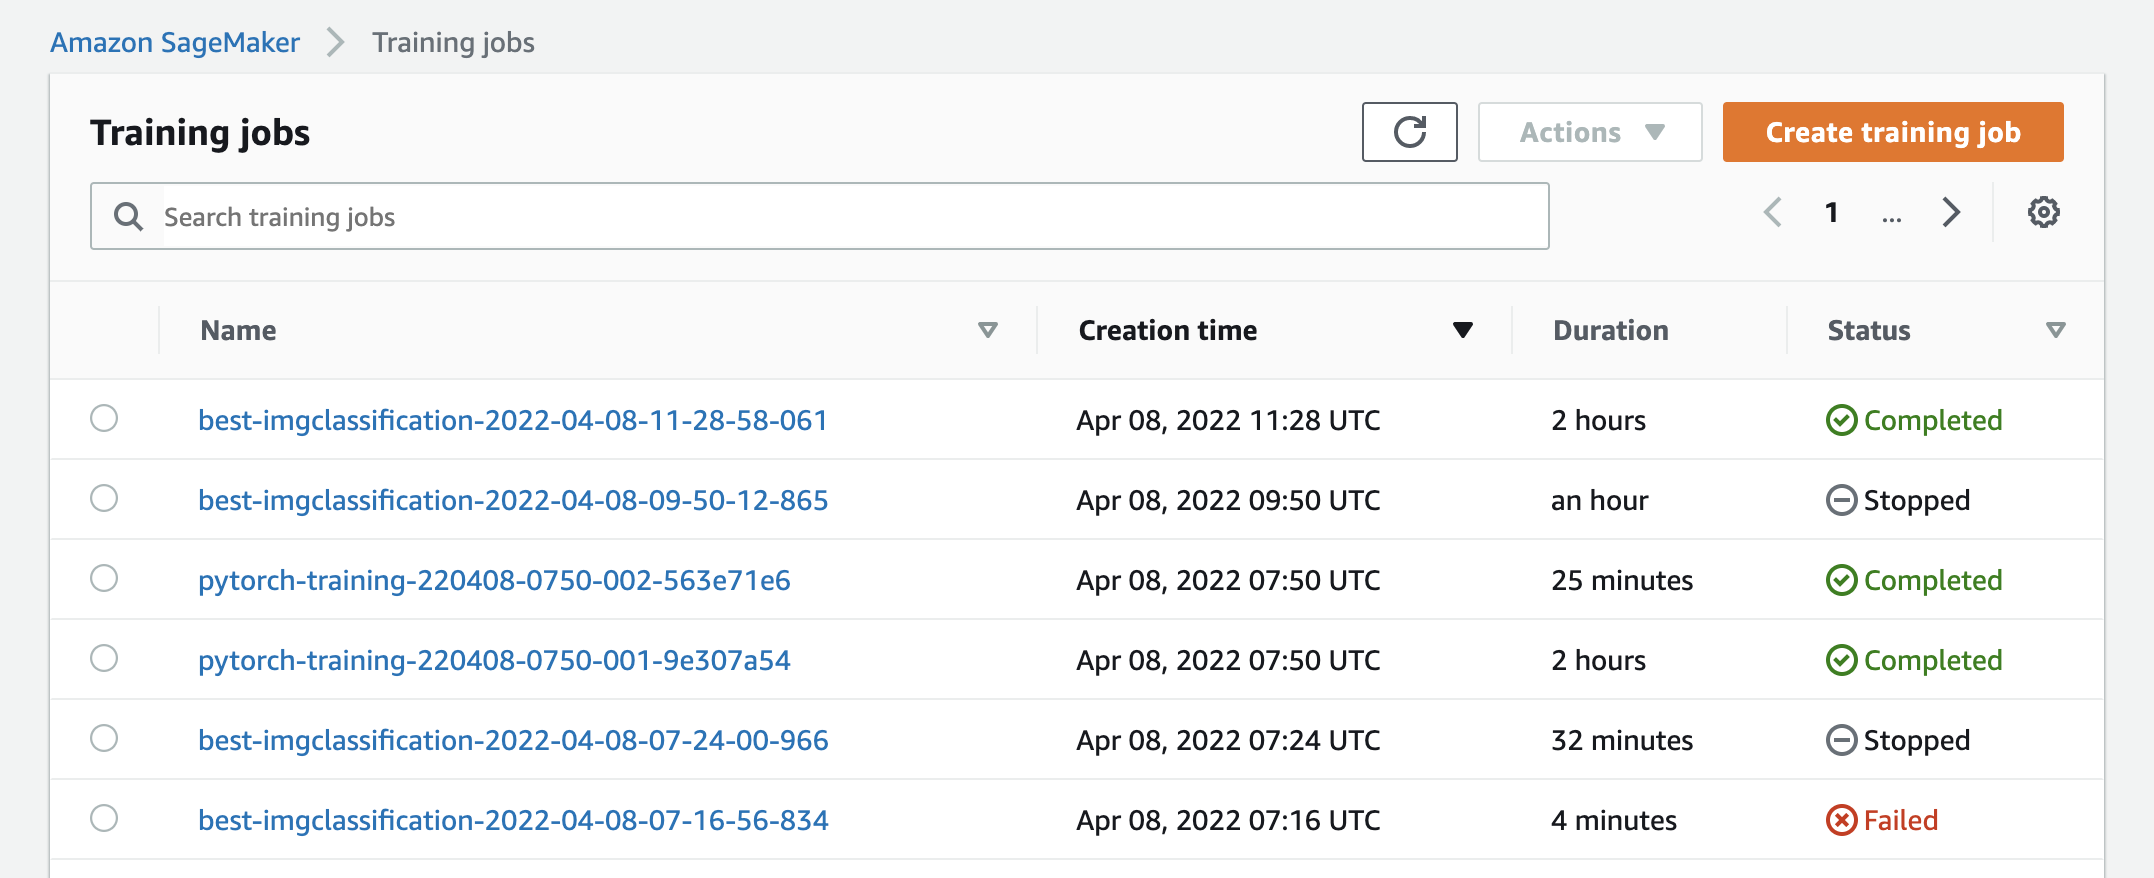 Amazon SageMaker > Training jobs
Training jobs
Actions
Create training job
Search training jobs
1 ...
Name Creation time Duration Status
best-imgclassification-2022-04-08-11-28-58-061 Apr 08, 2022 11:28 UTC 2 hours Completed
best-imgclassification-2022-04-08-09-50-12-865 Apr 08, 2022 09:50 UTC an hour Stopped
pytorch-training-220408-0750-002-563e71e6 Apr 08, 2022 07:50 UTC 25 minutes Completed
pytorch-training-220408-0750-001-9e307a54 Apr 08, 2022 07:50 UTC 2 hours Completed
best-imgclassification-2022-04-08-07-24-00-966 Apr 08, 2022 07:24 UTC 32 minutes Stopped
best-imgclassification-2022-04-08-07-16-56-834 Apr 08, 2022 07:16 UTC 4 minutes Failed